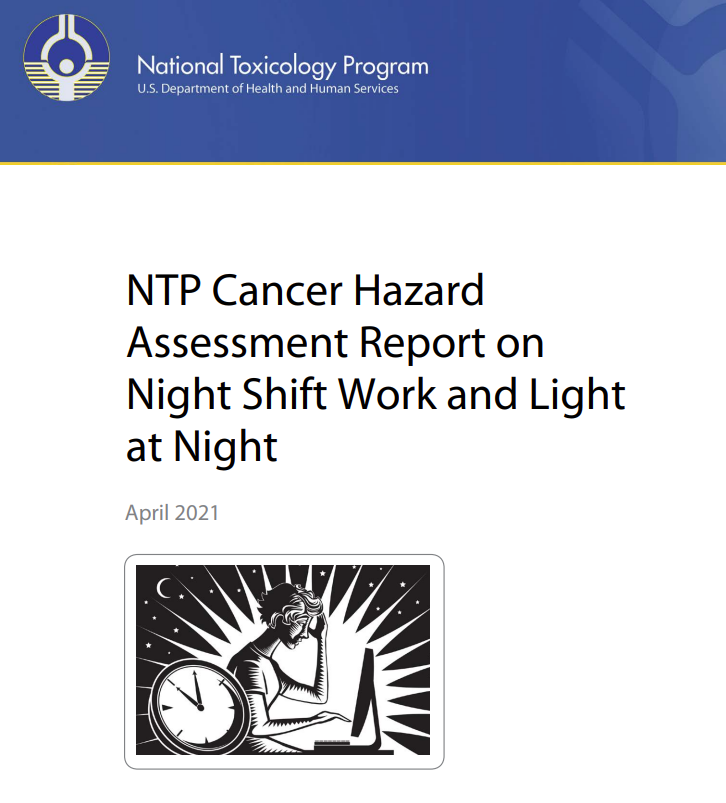 National Toxicology Program
U.S. Department of Health and Human Services
NTP Cancer Hazard
Assessment Report on
Night Shift Work and Light
at Night
April 2021